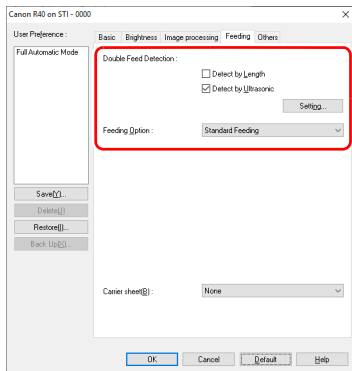 Canon R40 on STI - 0000
User Preference :
Full Automatic Mode
Save(Y)...
Delete(J)
Restore(I)...
Back Up(X)...
Basic Brightness Image processing Feeding Others
Double Feed Detection :
Detect by Length
Detect by Ultrasonic
Setting...
Feeding Option : Standard Feeding
Carrier sheet(B) : None
OK Cancel Default Help